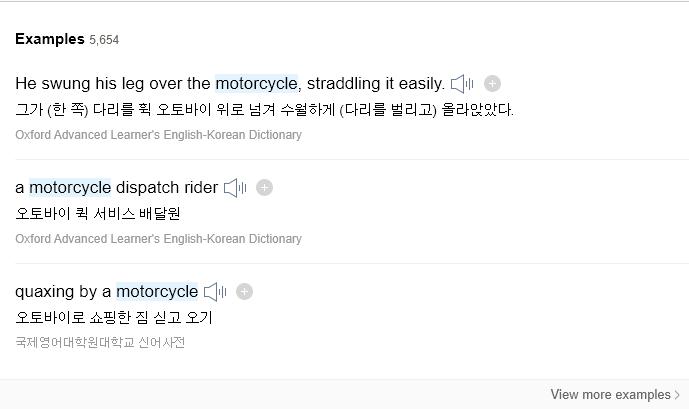 Examples 5,654
He swung his leg over the motorcycle, straddling it easily.
그가 (한 쪽) 다리를 휙 오토바이 위로 넘겨 수월하게 (다리를 벌리고) 올라앉았다.
Oxford Advanced Learner's English-Korean Dictionary
a motorcycle dispatch rider
오토바이 퀵 서비스 배달원
Oxford Advanced Learner's English-Korean Dictionary
quaxing by a motorcycle
오토바이로 쇼핑한 짐 싣고 오기
국제영어대학원대학교 신어사전
View more examples